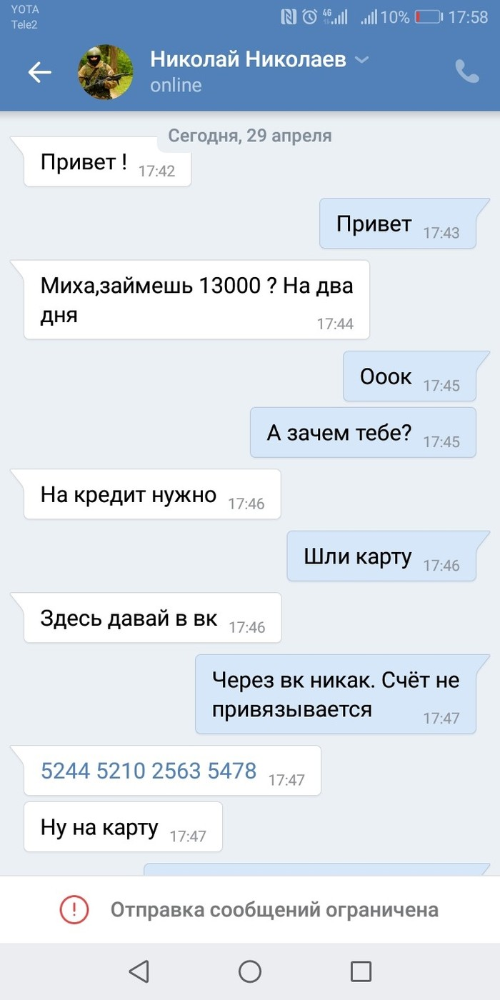 YOTA
Tele2
4G
10%
17:58
Николай Николаев
online
Сегодня, 29 апреля
Привет !
17:42
Привет
17:43
Миха,займешь 13000 ? На два
дня
17:44
Ооок
17:45
А зачем тебе?
17:45
На кредит нужно
17:46
Шли карту
17:46
Здесь давай в вк
17:46
Через вк никак. Счёт не
привязывается
17:47
5244 5210 2563 5478
17:47
Ну на карту
17:47
Отправка сообщений ограничена